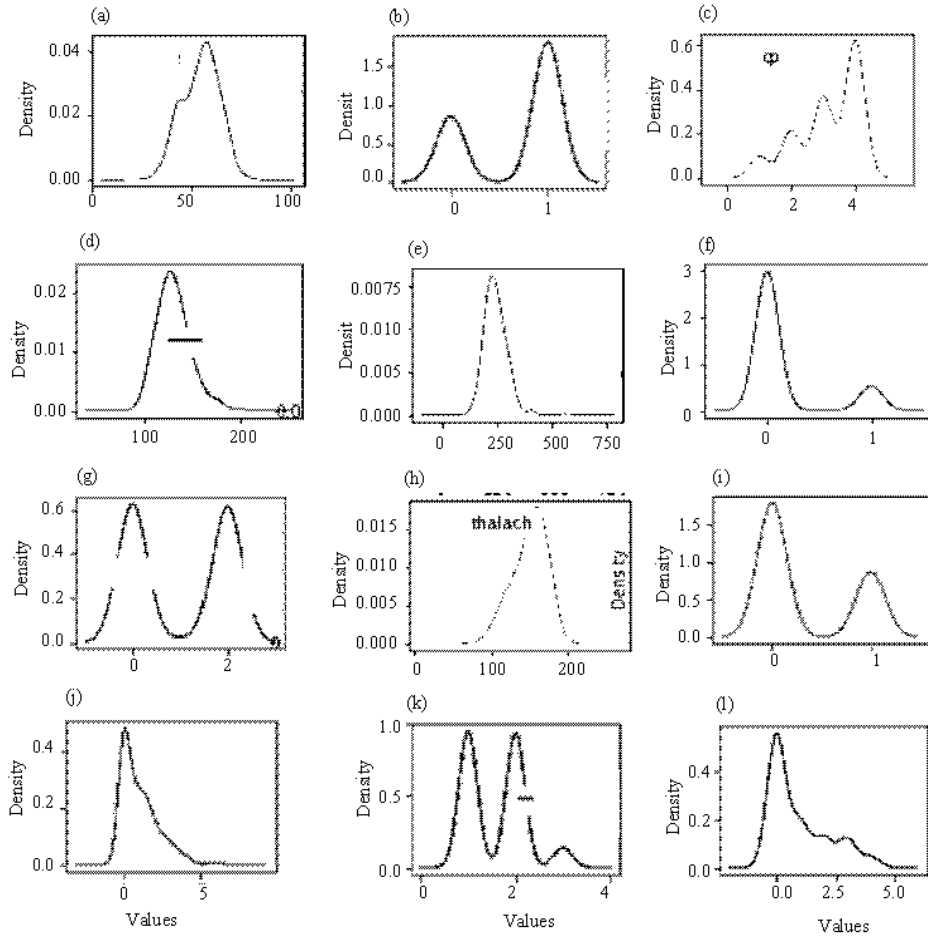 (a)
(b)
(c)
Density
0.04
0.02
0.00
0
50
100
Densit
1.5
1.0
0.5
0.0
0
1
Density
0.6
0.4
0.2
0.0
0
2
4
(d)
(e)
(f)
Density
0.02
0.01
0.00
100
200
Densit
0.0075
0.010
0.005
0.000
0
250
500
750
Density
3
2
1
0
0
1
(g)
(h)
(i)
Density
0.6
0.4
0.2
0.0
0
2
Density
0.015
0.010
0.005
0.000
thalach
Density
0
100
200
Density
1.5
1.0
0.5
0.0
0
1
(j)
(k)
(l)
Density
0.4
0.2
0.0
0
5
Values
Density
1.0
0.5
0.0
0
2
4
Values
Density
0.4
0.2
0.0
0.0
2.5
5.0
Values